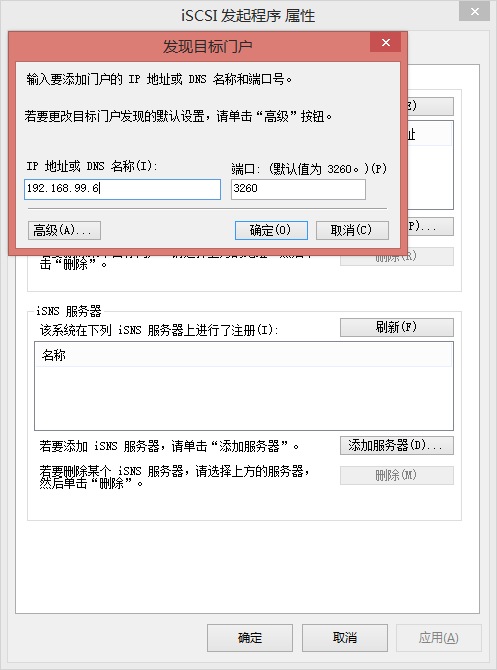 iSCSI 发起程序 属性
发现目标门户
输入要添加门户的 IP 地址或 DNS 名称和端口号。
若要更改目标门户发现的默认设置，请单击“高级”按钮。
IP 地址或 DNS 名称(I):
端口: (默认值为 3260。)(P)
192.168.99.6
3260
高级(A)...
确定(O)
取消(C)
E)
址
P)...
删除(R)
击“删除”。
iSNS 服务器
该系统在下列 iSNS 服务器上进行了注册(I):
刷新(F)
名称
若要添加 iSNS 服务器，请单击“添加服务器”。
添加服务器(D)...
若要删除某个 iSNS 服务器，请选择上方的服务器，
然后单击“删除”。
删除(M)
确定
取消
应用(A)